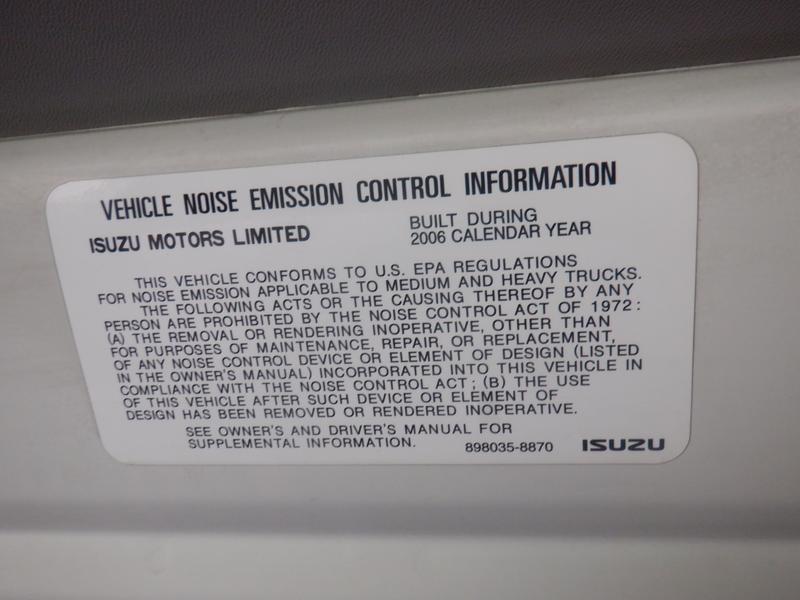 VEHICLE NOISE EMISSION CONTROL INFORMATION
ISUZU MOTORS LIMITED
BUILT DURING
2006 CALENDAR YEAR
THIS VEHICLE CONFORMS TO U.S. EPA REGULATIONS
FOR NOISE EMISSION APPLICABLE TO MEDIUM AND HEAVY TRUCKS.
THE FOLLOWING ACTS OR THE CAUSING THEREOF BY ANY
PERSON ARE PROHIBITED BY THE NOISE CONTROL ACT OF 1972:
(A) THE REMOVAL OR RENDERING INOPERATIVE, OTHER THAN
FOR PURPOSES OF MAINTENANCE, REPAIR, OR REPLACEMENT,
OF ANY NOISE CONTROL DEVICE OR ELEMENT OF DESIGN (LISTED
IN THE OWNER'S MANUAL) INCORPORATED INTO THIS VEHICLE IN
COMPLIANCE WITH THE NOISE CONTROL ACT; (B) THE USE
OF THIS VEHICLE AFTER SUCH DEVICE OR ELEMENT OF
DESIGN HAS BEEN REMOVED OR RENDERED INOPERATIVE.
SEE OWNER'S AND DRIVER'S MANUAL FOR
SUPPLEMENTAL INFORMATION.
898035-8870
ISUZU